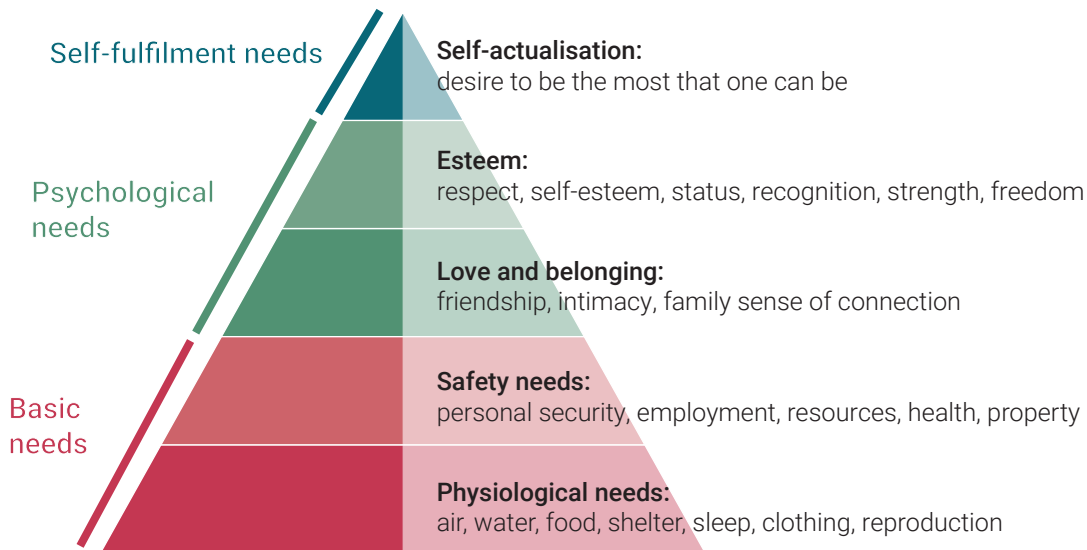 Self-fulfilment needs
Self-actualisation:
desire to be the most that one can be
Psychological
needs
Esteem:
respect, self-esteem, status, recognition, strength, freedom
Love and belonging:
friendship, intimacy, family sense of connection
Basic
needs
Safety needs:
personal security, employment, resources, health, property
Physiological needs:
air, water, food, shelter, sleep, clothing, reproduction